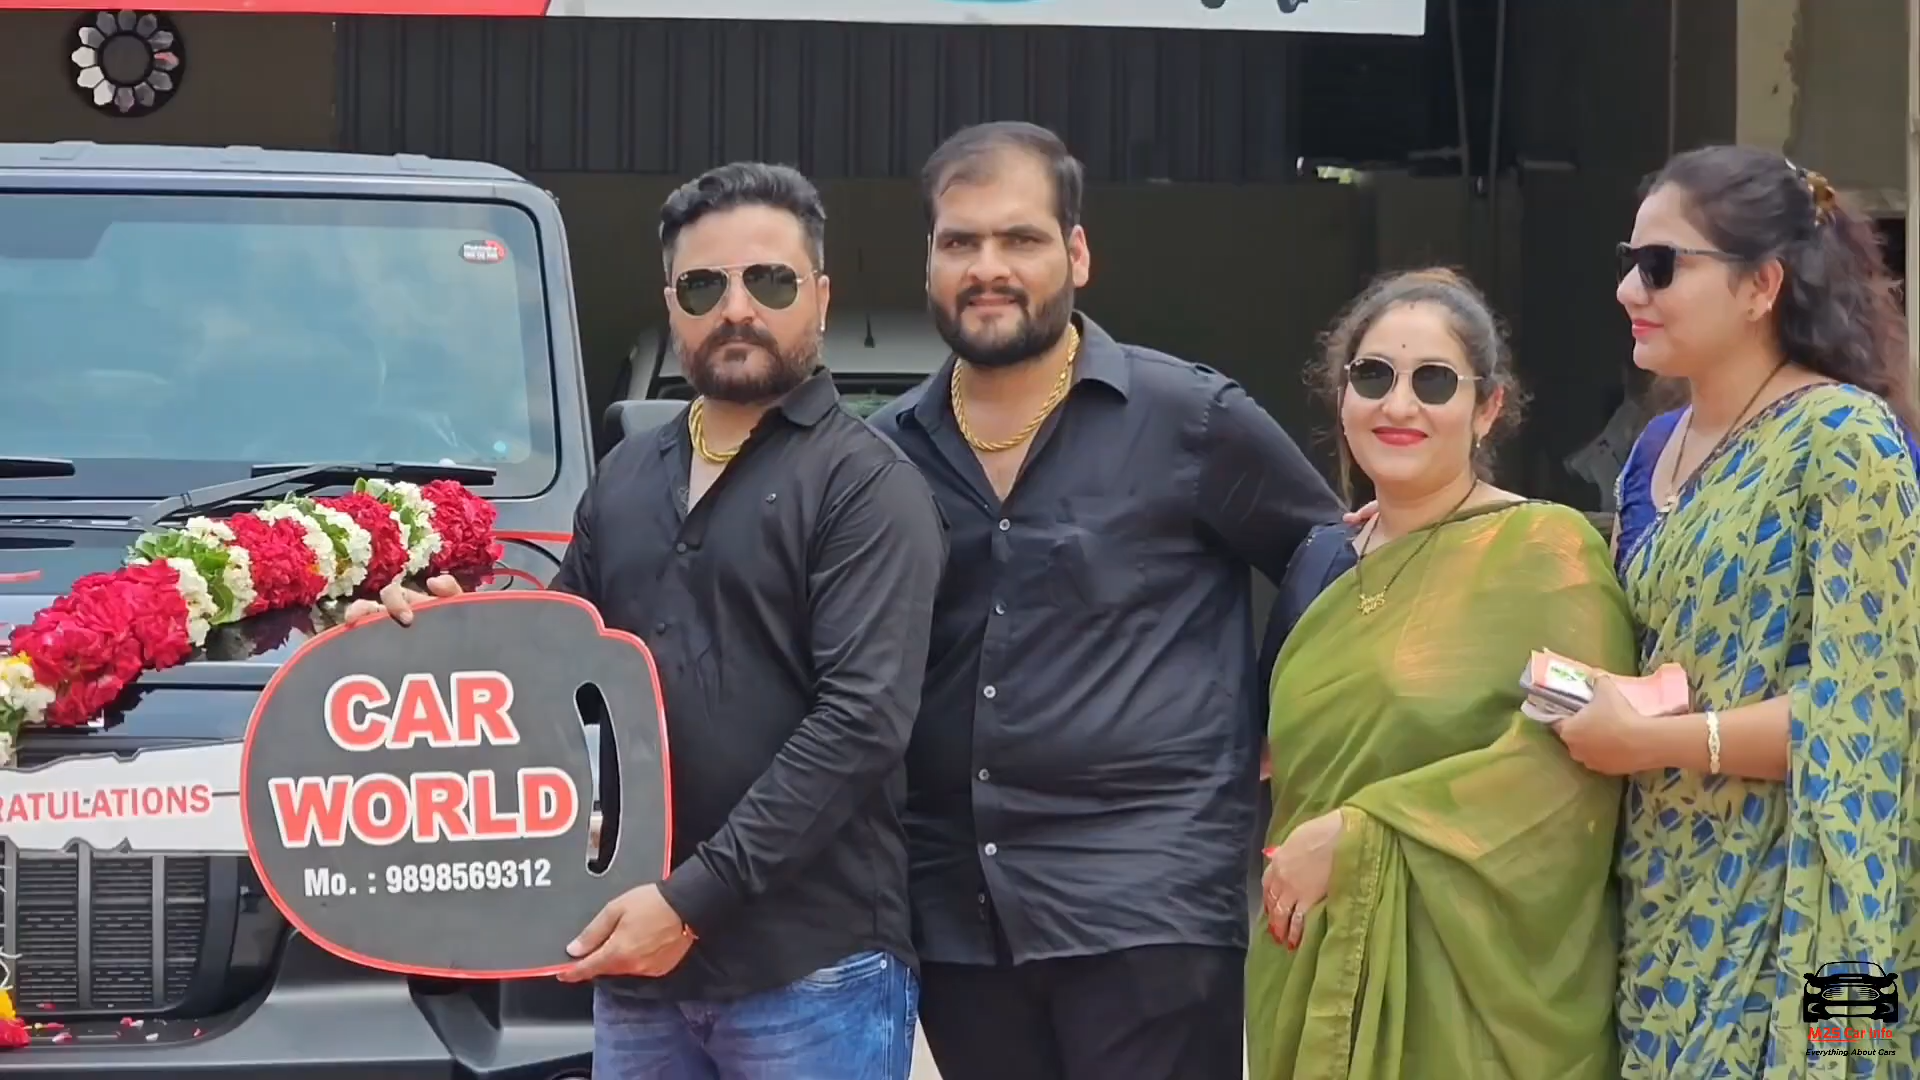 RATULATIONS
CAR
WORLD
Mo. : 9898569312
M2S Car Info
Everything About Cars